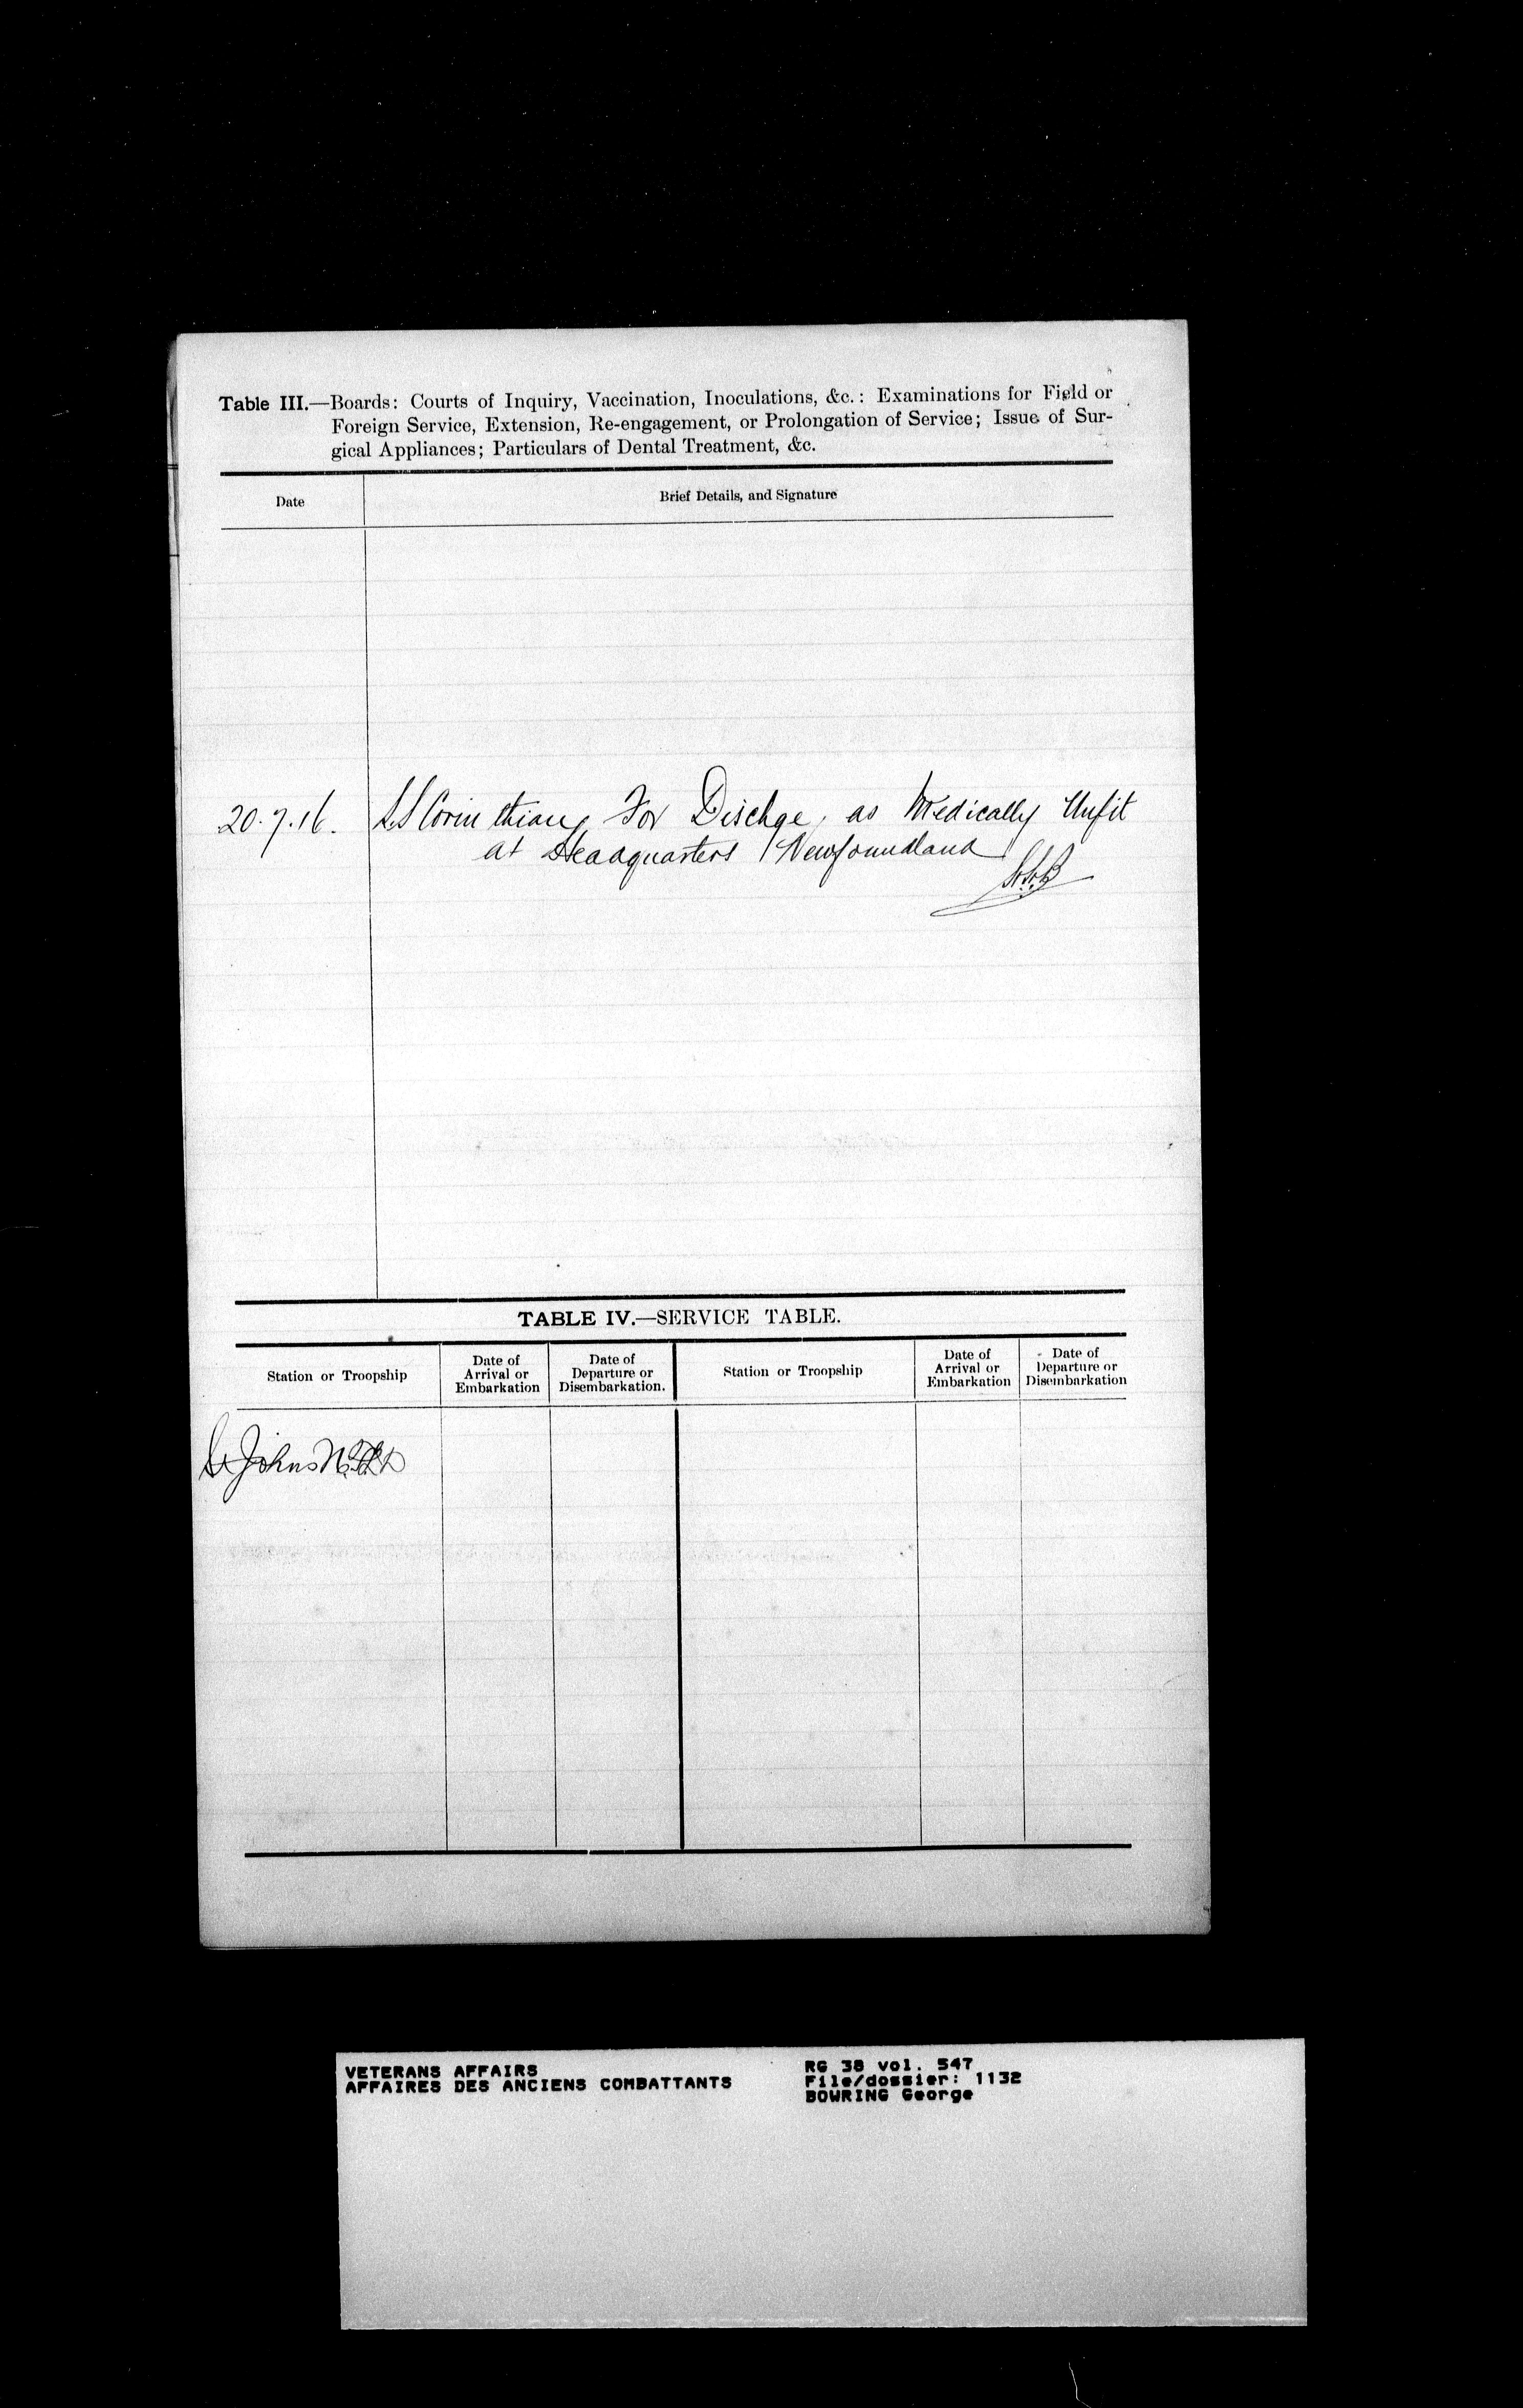 Table III.—Boards: Courts of Inquiry, Vaccination, Inoculations, &c.: Examinations for Field or
Foreign Service, Extension, Re-engagement, or Prolongation of Service; Issue of Sur-
gical Appliances; Particulars of Dental Treatment, &c.
Date
Brief Details, and Signature
20.7.16. SS Corinthian, For Dischge, as Medically Unfit
at Headquarters Newfoundland
TABLE IV.—SERVICE TABLE.
Station or Troopship
Date of
Arrival or
Embarkation
Date of
Departure or
Disembarkation.
Station or Troopship
Date of
Arrival or
Embarkation
Date of
Departure or
Disembarkation
St Johns
VETERANS AFFAIRS
AFFAIRES DES ANCIENS COMBATTANTS
RG 38 vol. 547
File/dossier: 1132
BOWRING George